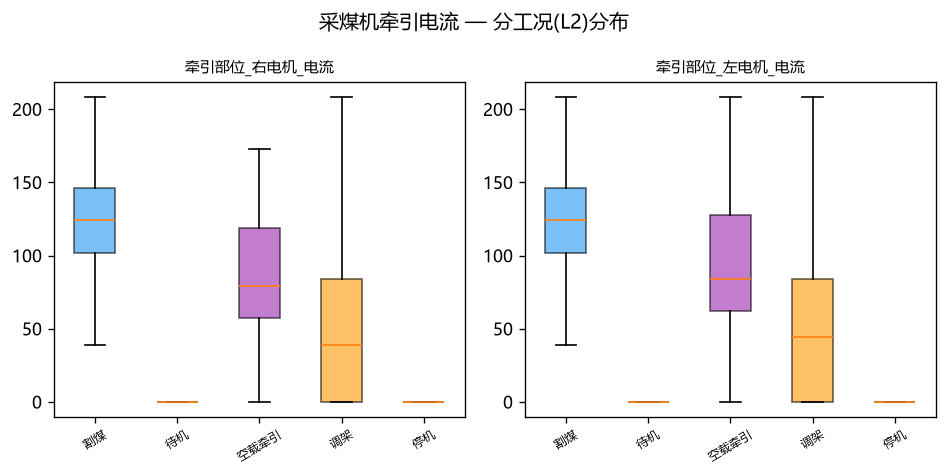 采煤机牵引电流 — 分工况(L2)分布
牵引部位_右电机_电流
200
150
100
50
0
割煤
待机
空载牵引
调架
停机
牵引部位_左电机_电流
200
150
100
50
0
割煤
待机
空载牵引
调架
停机